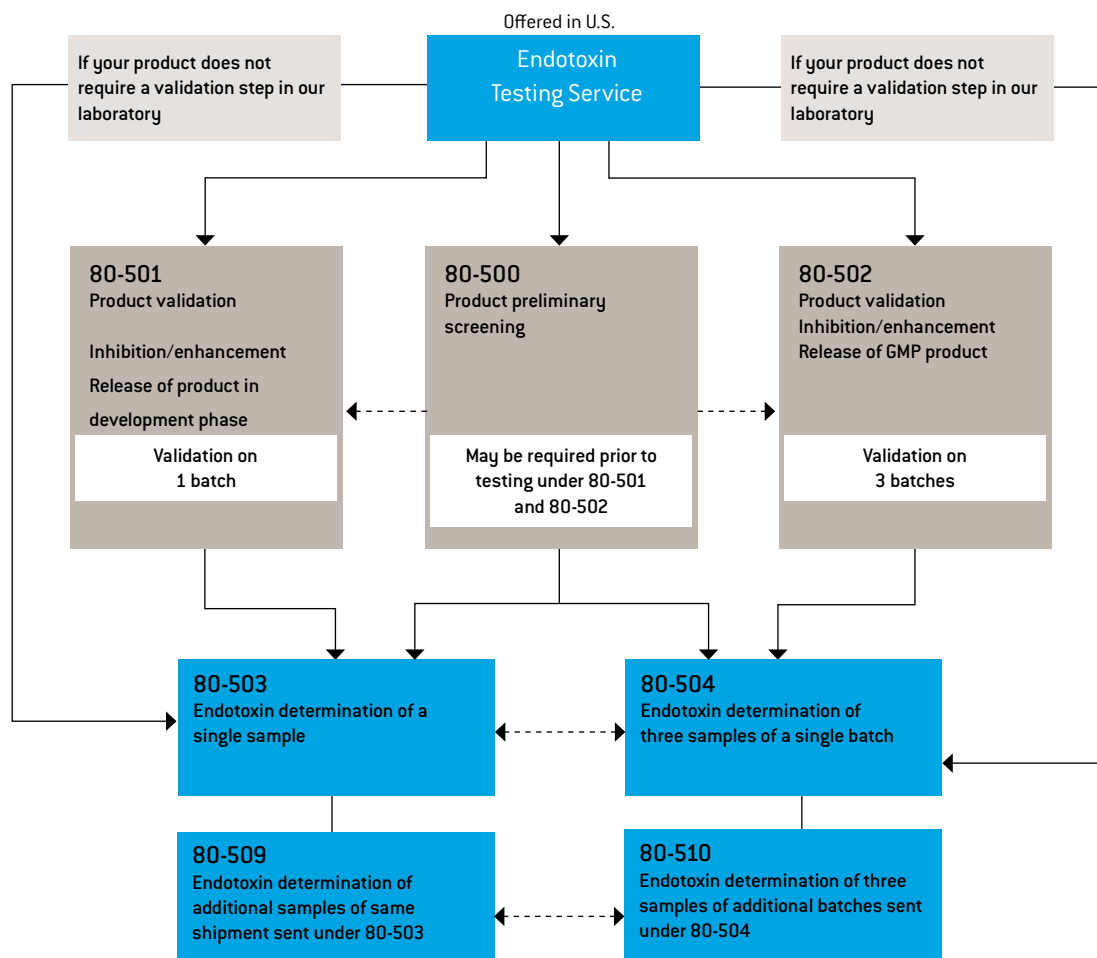 Offered in U.S.
If your product does not
require a validation step in our
laboratory
Endotoxin
Testing Service
If your product does not
require a validation step in our
laboratory
80-501
Product validation
Inhibition/enhancement
Release of product in
development phase
Validation on
1 batch
80-500
Product preliminary
screening
May be required prior to
testing under 80-501
and 80-502
80-502
Product validation
Inhibition/enhancement
Release of GMP product
Validation on
3 batches
80-503
Endotoxin determination of a
single sample
80-504
Endotoxin determination of
three samples of a single batch
80-509
Endotoxin determination of
additional samples of same
shipment sent under 80-503
80-510
Endotoxin determination of three
samples of additional batches sent
under 80-504